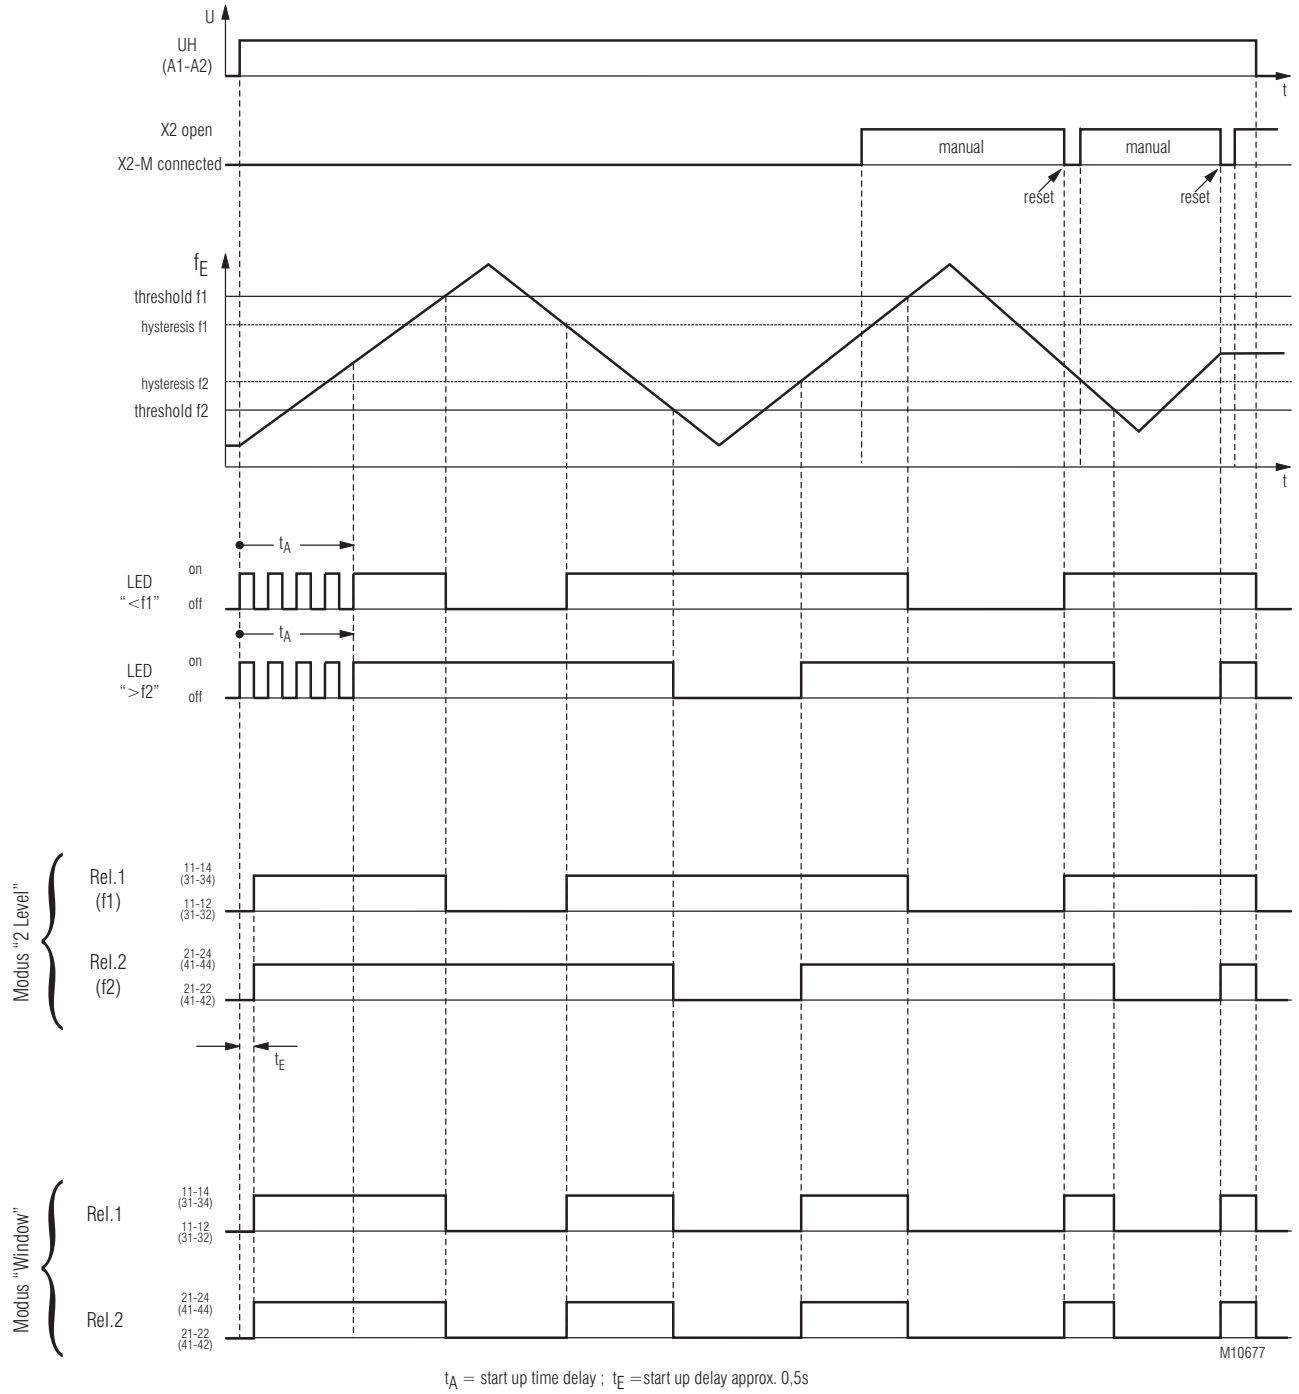 U
UH
(A1-A2)
t
X2 open
manual
manual
X2-M connected
reset
reset
fE
threshold f1
hysteresis f1
hysteresis f2
threshold f2
t
tA
LED
“<f1”
on
off
tA
LED
“>f2”
on
off
Modus “2 Level”
Rel.1
(f1)
11-14
(31-34)
11-12
(31-32)
Rel.2
(f2)
21-24
(41-44)
21-22
(41-42)
tE
Modus “Window”
Rel.1
11-14
(31-34)
11-12
(31-32)
Rel.2
21-24
(41-44)
21-22
(41-42)
M10677
tA = start up time delay ; tE =start up delay approx. 0,5s